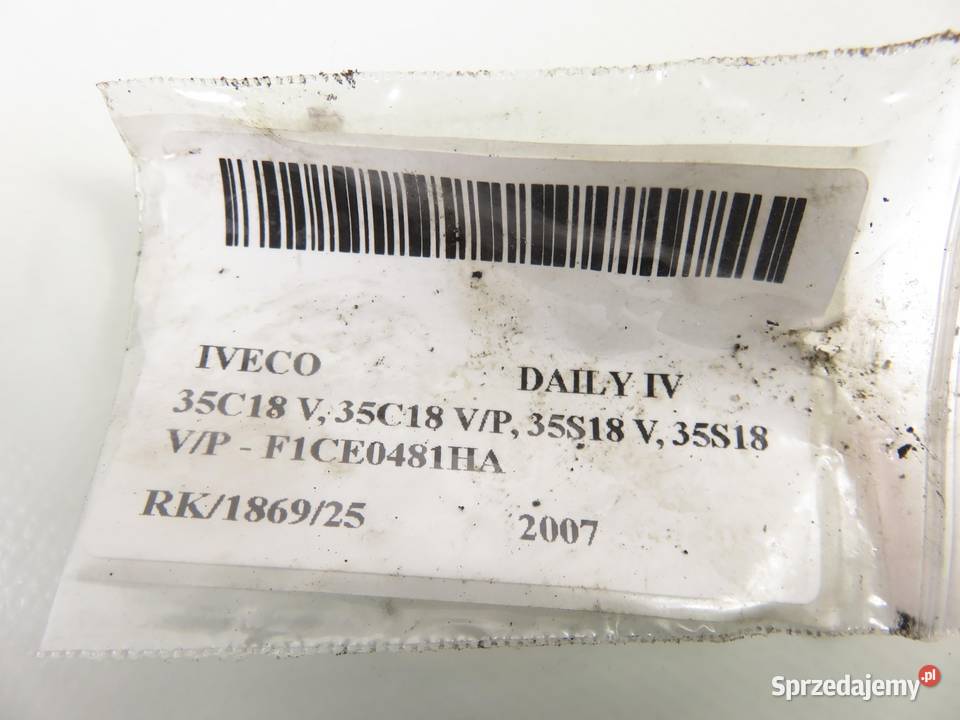 IVECO DAILY IV
35C18 V, 35C18 V/P, 35S18 V, 35S18
V/P - F1CE0481HA
RK/1869/25 2007
Sprzedajemy.pl